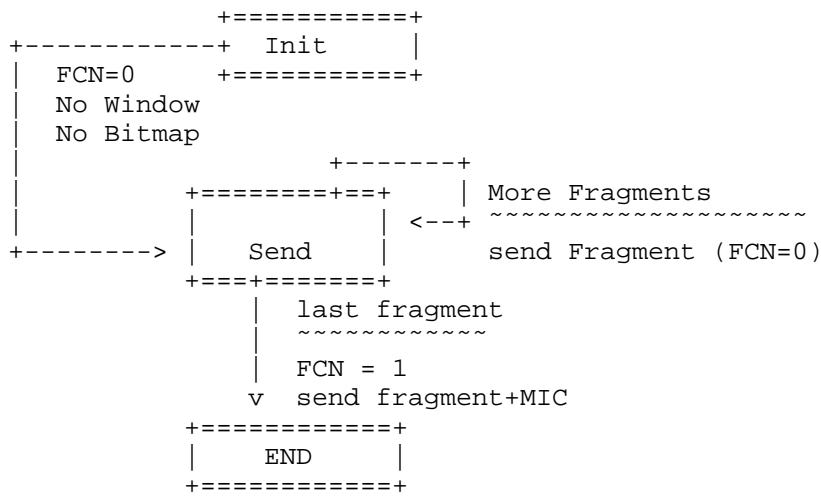 +===========+
+------------+  Init     |
|  FCN=0     +===========+
|  No Window
|  No Bitmap
|                   +-------+
|          +========+==+    | More Fragments
|          |           | <--+ ~~~~~~~~~~~~~~~~~~~~
+--------> |   Send    |      send Fragment (FCN=0)
           +===+=======+
               |  last fragment
               |  ~~~~~~~~~~~~
               |  FCN = 1
               v  send fragment+MIC
           +============+
           |    END     |
           +============+